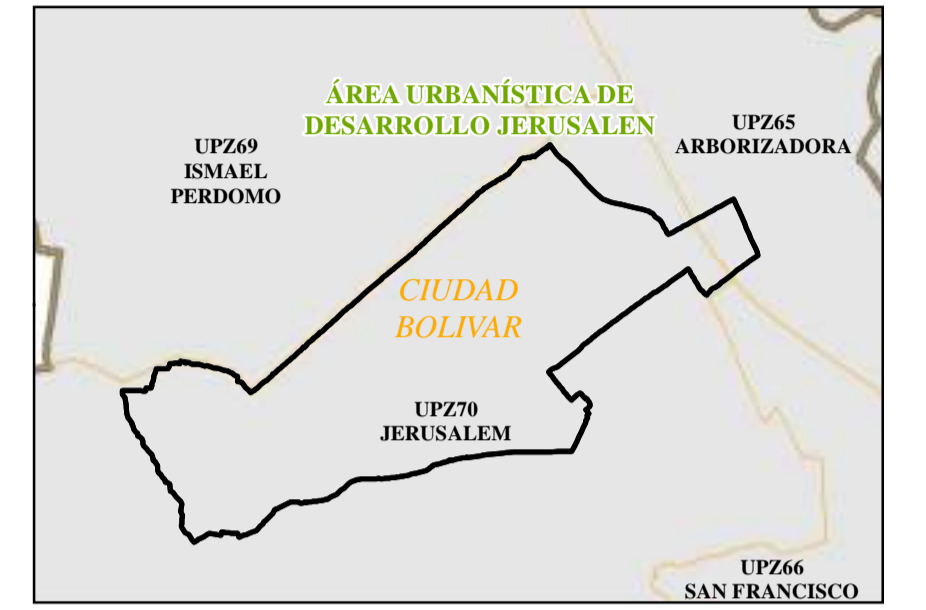 ÁREA URBANÍSTICA DE
DESARROLLO JERUSALEN
UPZ69
ISMAEL
PERDOMO
UPZ65
ARBORIZADORA
CIUDAD
BOLIVAR
UPZ70
JERUSALEM
UPZ66
SAN FRANCISCO